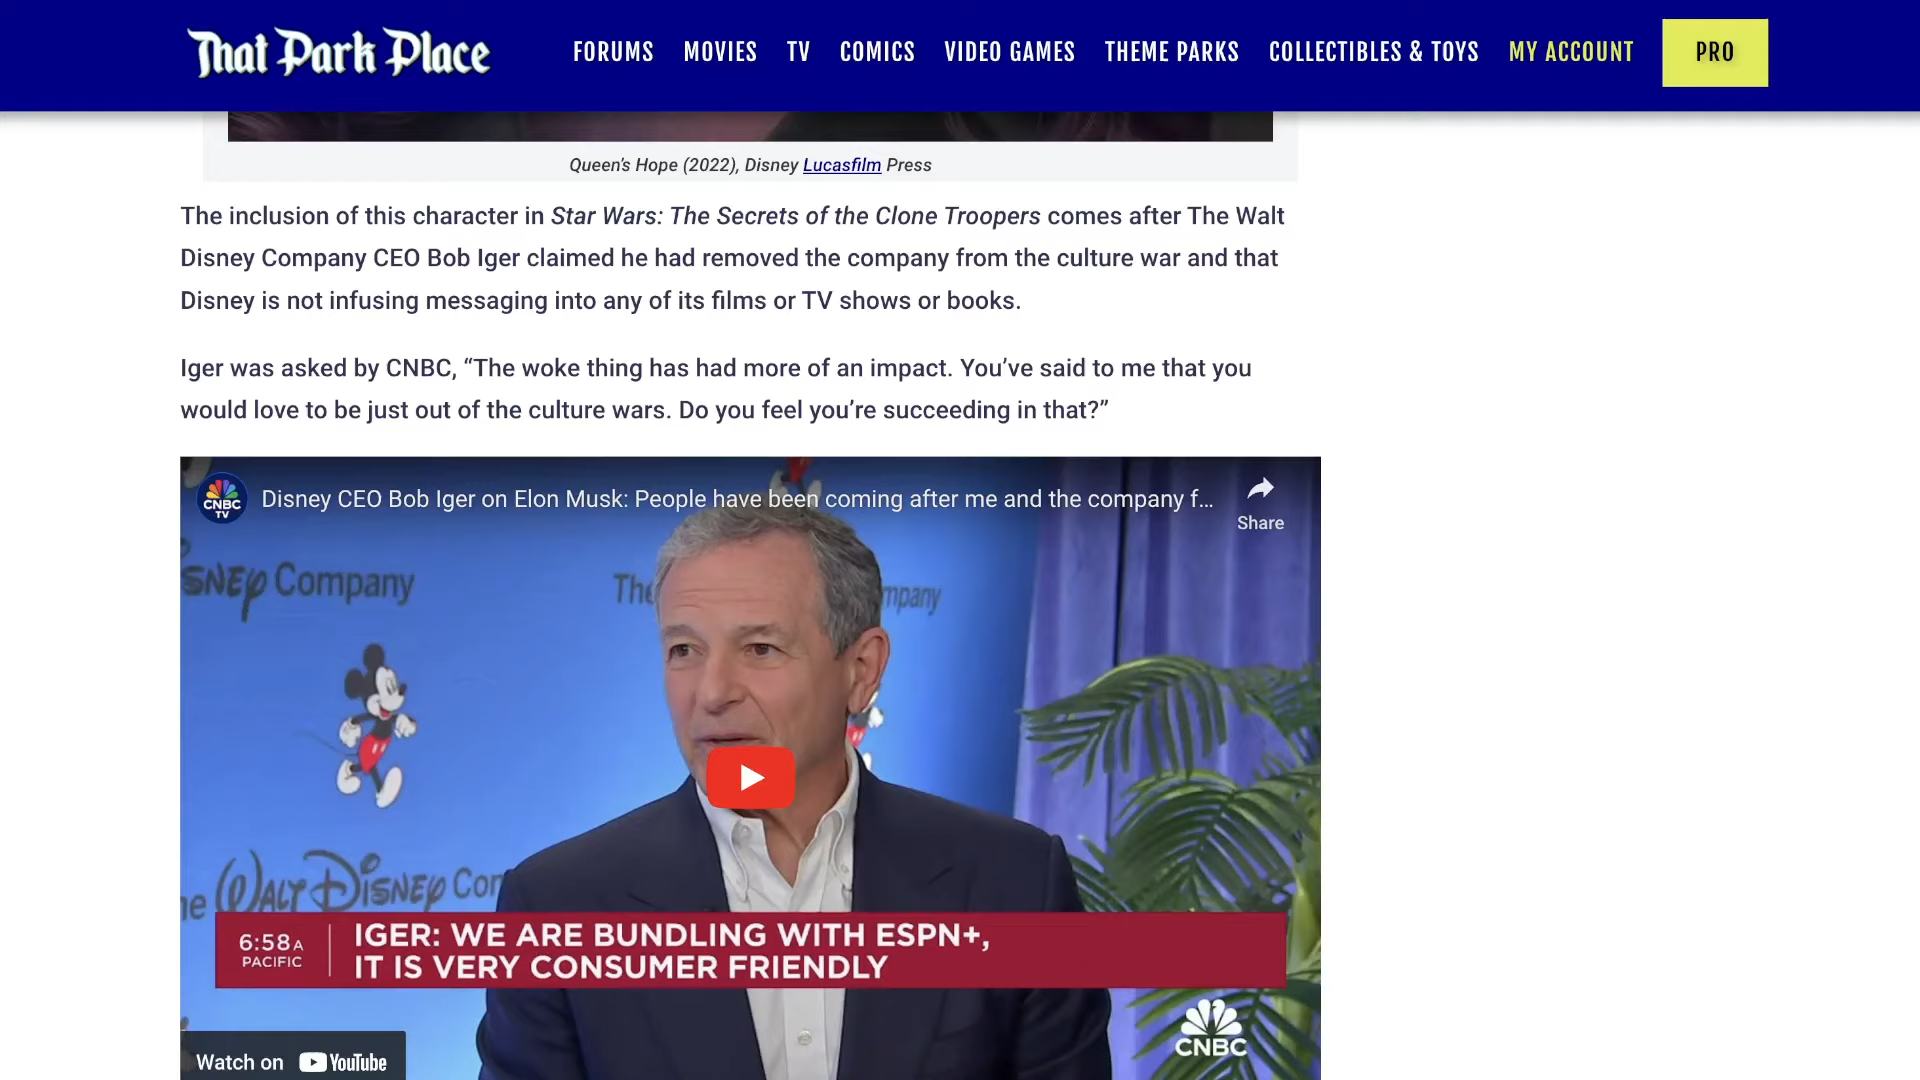 That Park Place
FORUMS MOVIES TV COMICS VIDEO GAMES THEME PARKS COLLECTIBLES & TOYS MY ACCOUNT PRO
Queen's Hope (2022), Disney Lucasfilm Press
The inclusion of this character in Star Wars: The Secrets of the Clone Troopers comes after The Walt
Disney Company CEO Bob Iger claimed he had removed the company from the culture war and that
Disney is not infusing messaging into any of its films or TV shows or books.
Iger was asked by CNBC, “The woke thing has had more of an impact. You’ve said to me that you
would love to be just out of the culture wars. Do you feel you’re succeeding in that?”
CNBC
TV
Disney CEO Bob Iger on Elon Musk: People have been coming after me and the company f...
Share
Company
The
Walt Disney
6:58A
PACIFIC
IGER: WE ARE BUNDLING WITH ESPN+,
IT IS VERY CONSUMER FRIENDLY
CNBC
Watch on YouTube